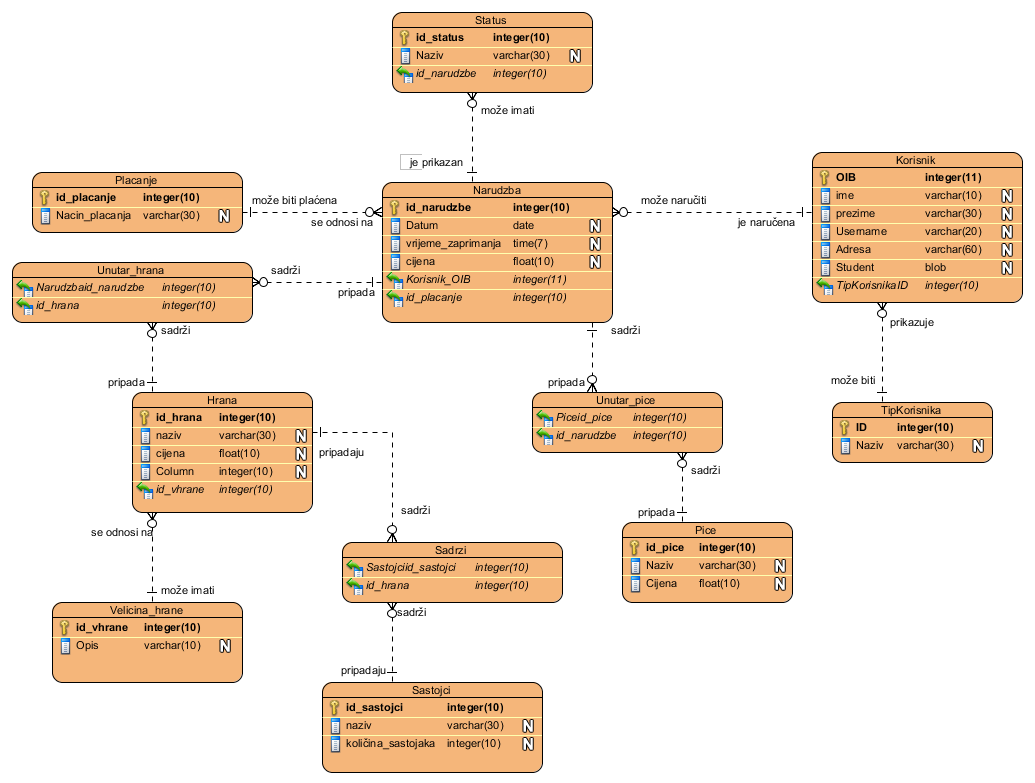 Status
id_status integer(10)
Naziv varchar(30) N
id_narudzbe integer(10)
može imati
je prikazan
Placanje
id_placanje integer(10)
Nacin_placanja varchar(30) N
može biti plaćena
se odnosi na
Narudzba
id_narudzbe integer(10)
Datum date N
vrijeme_zaprimanja time(7) N
cijena float(10) N
Korisnik_OIB integer(11)
id_placanje integer(10)
može naručiti
je naručena
Korisnik
OIB integer(11)
ime varchar(10) N
prezime varchar(30) N
Username varchar(20) N
Adresa varchar(60) N
Student blob N
TipKorisnikaID integer(10)
Unutar_hrana
Narudzbaid_narudzbe integer(10)
id_hrana integer(10)
sadrži
pripada
sadrži
pripada
sadrži
pripada
prikazuje
može biti
Hrana
id_hrana integer(10)
naziv varchar(30) N
cijena float(10) N
Column integer(10) N
id_vhrane integer(10)
pripadaju
sadrži
Unutar_pice
Piceid_pice integer(10)
id_narudzbe integer(10)
sadrži
pripada
TipKorisnika
ID integer(10)
Naziv varchar(30) N
se odnosi na
može imati
Sadrzi
Sastojciid_sastojci integer(10)
id_hrana integer(10)
sadrži
pripadaju
Pice
id_pice integer(10)
Naziv varchar(30) N
Cijena float(10) N
Velicina_hrane
id_vhrane integer(10)
Opis varchar(10) N
Sastojci
id_sastojci integer(10)
naziv varchar(30) N
količina_sastojaka integer(10) N